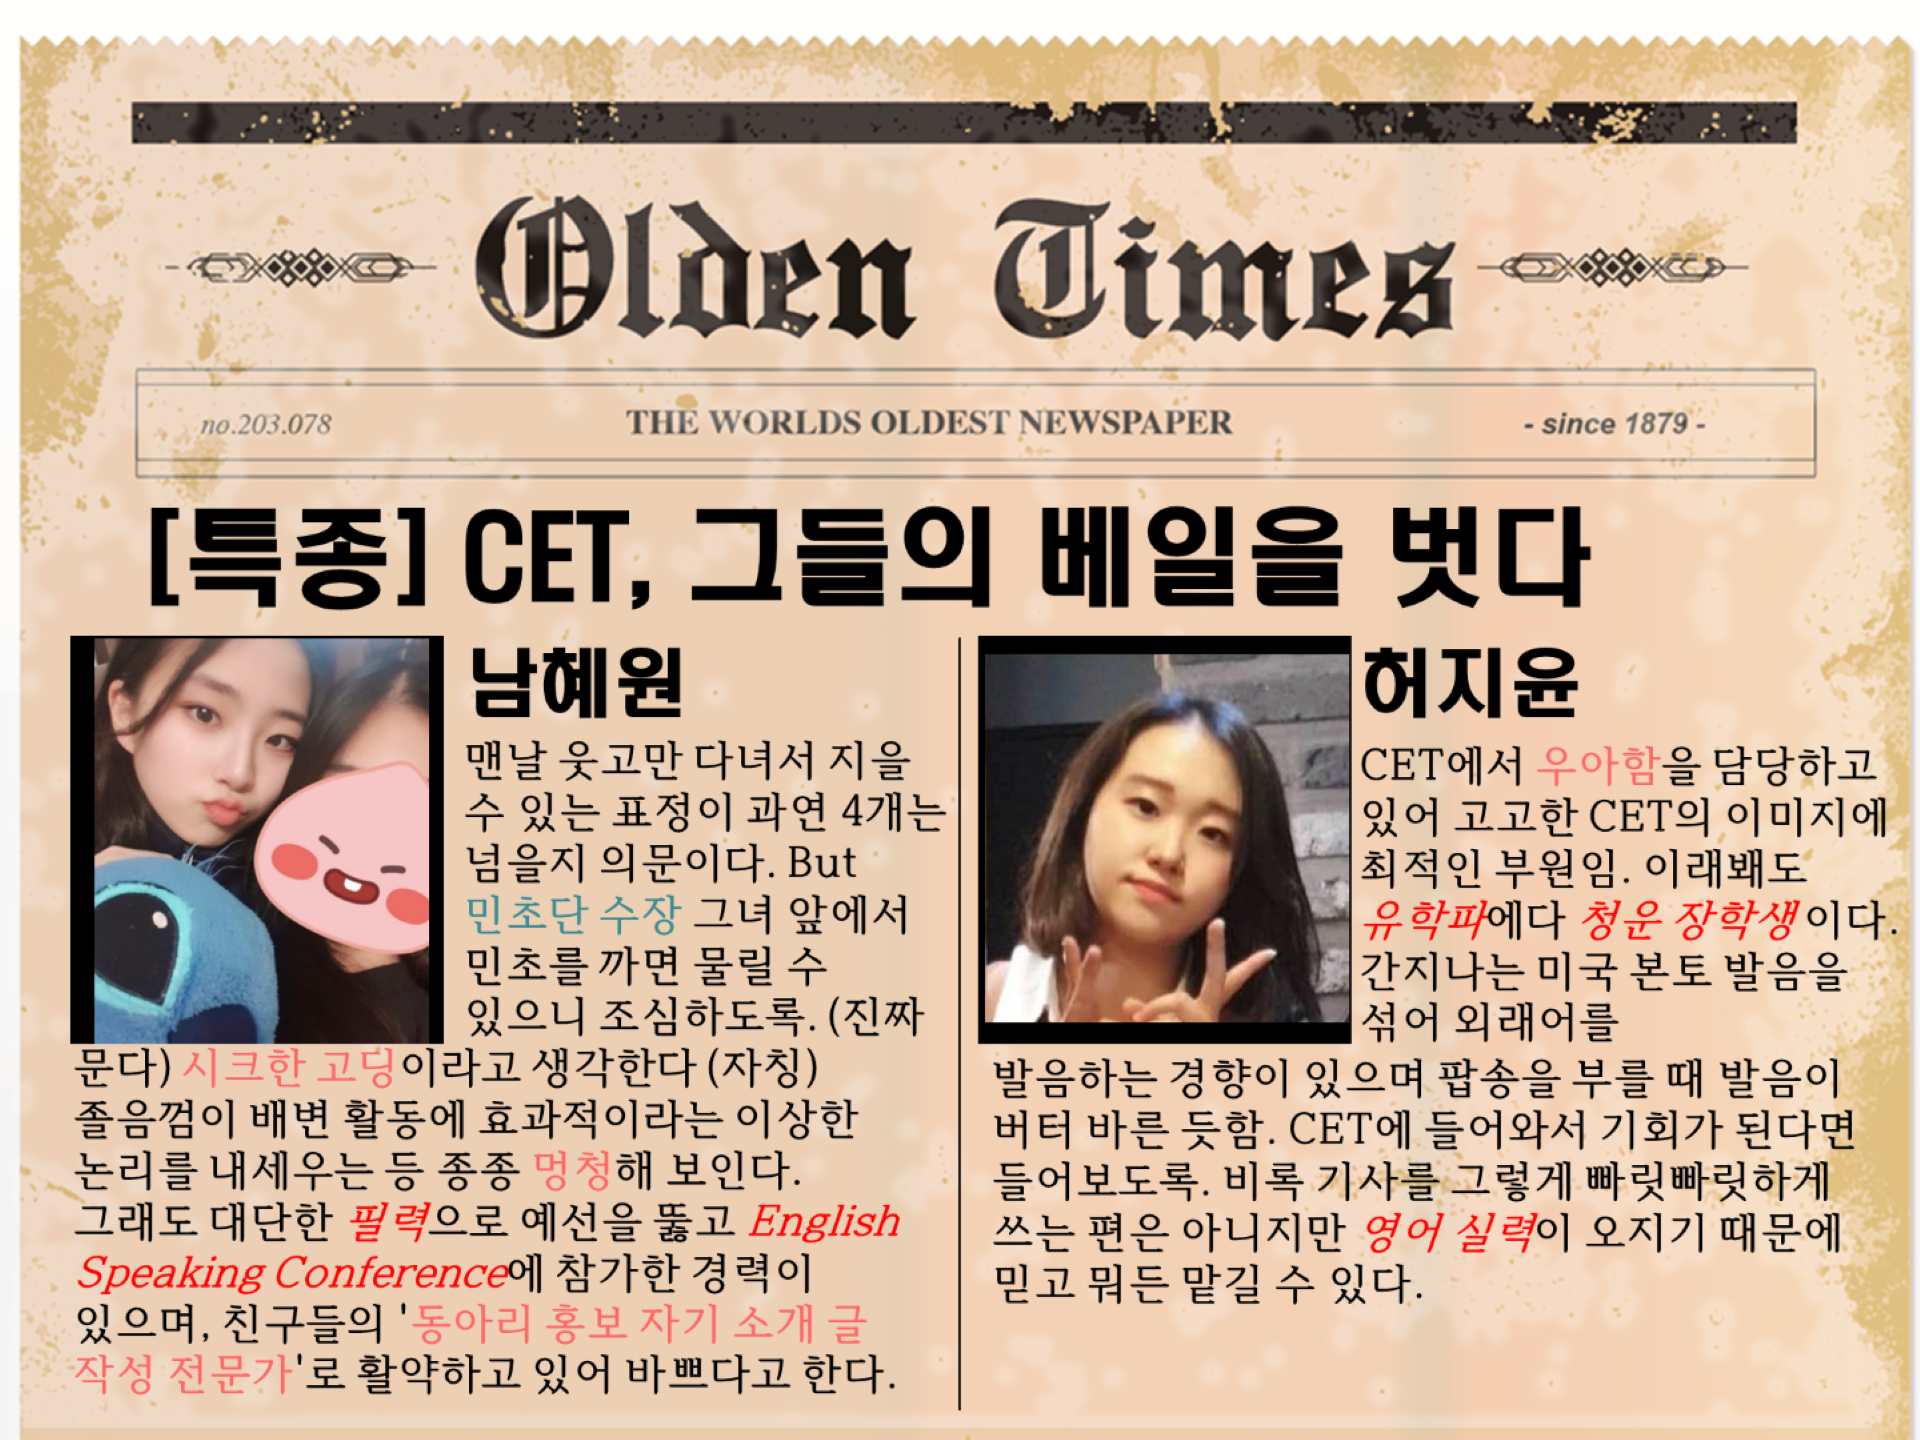 Olden Times
no.203.078
THE WORLDS OLDEST NEWSPAPER
- since 1879 -
[특종] CET, 그들의 베일을 벗다
남혜원
맨날 웃고만 다녀서 지을
수 있는 표정이 과연 4개는
넘을지 의문이다. But
민초단 수장 그녀 앞에서
민초를 까면 물릴 수
있으니 조심하도록. (진짜
문다) 시크한 고딩이라고 생각한다 (자칭)
졸음껌이 배변 활동에 효과적이라는 이상한
논리를 내세우는 등 종종 멍청해 보인다.
그래도 대단한 필력으로 예선을 뚫고 English
Speaking Conference에 참가한 경력이
있으며, 친구들의 '동아리 홍보 자기 소개 글
작성 전문가'로 활약하고 있어 바쁘다고 한다.
허지윤
CET에서 우아함을 담당하고
있어 고고한 CET의 이미지에
최적인 부원임. 이래봬도
유학파에다 청운 장학생이다.
간지나는 미국 본토 발음을
섞어 외래어를
발음하는 경향이 있으며 팝송을 부를 때 발음이
버터 바른 듯함. CET에 들어와서 기회가 된다면
들어보도록. 비록 기사를 그렇게 빠릿빠릿하게
쓰는 편은 아니지만 영어 실력이 오지기 때문에
믿고 뭐든 맡길 수 있다.